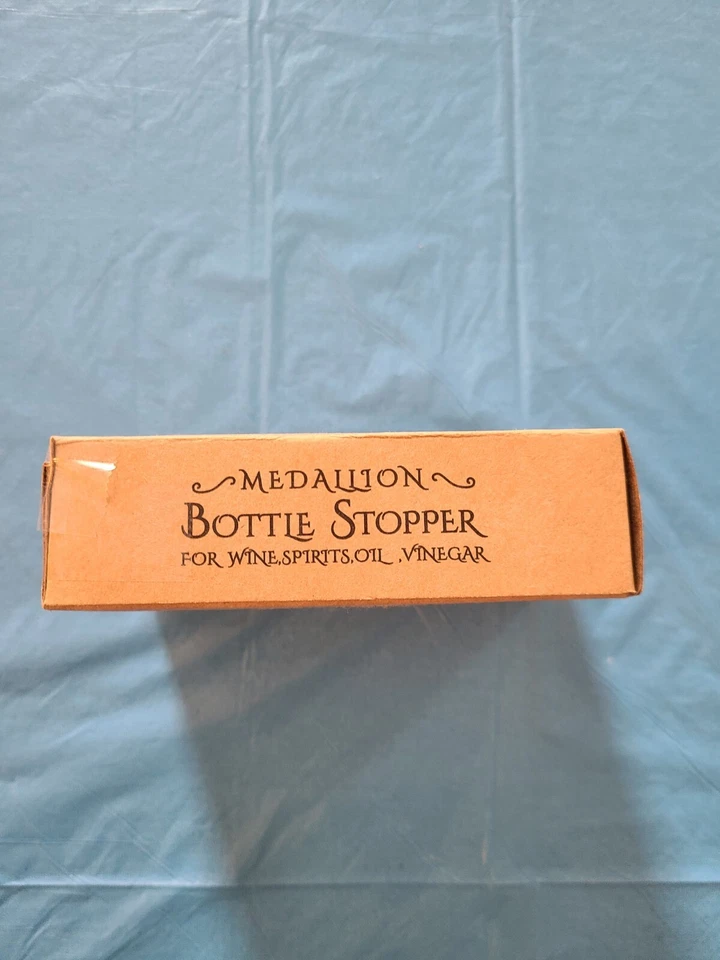 MEDALLION
BOTTLE STOPPER
FOR WINE,SPIRITS,OIL ,VINEGAR